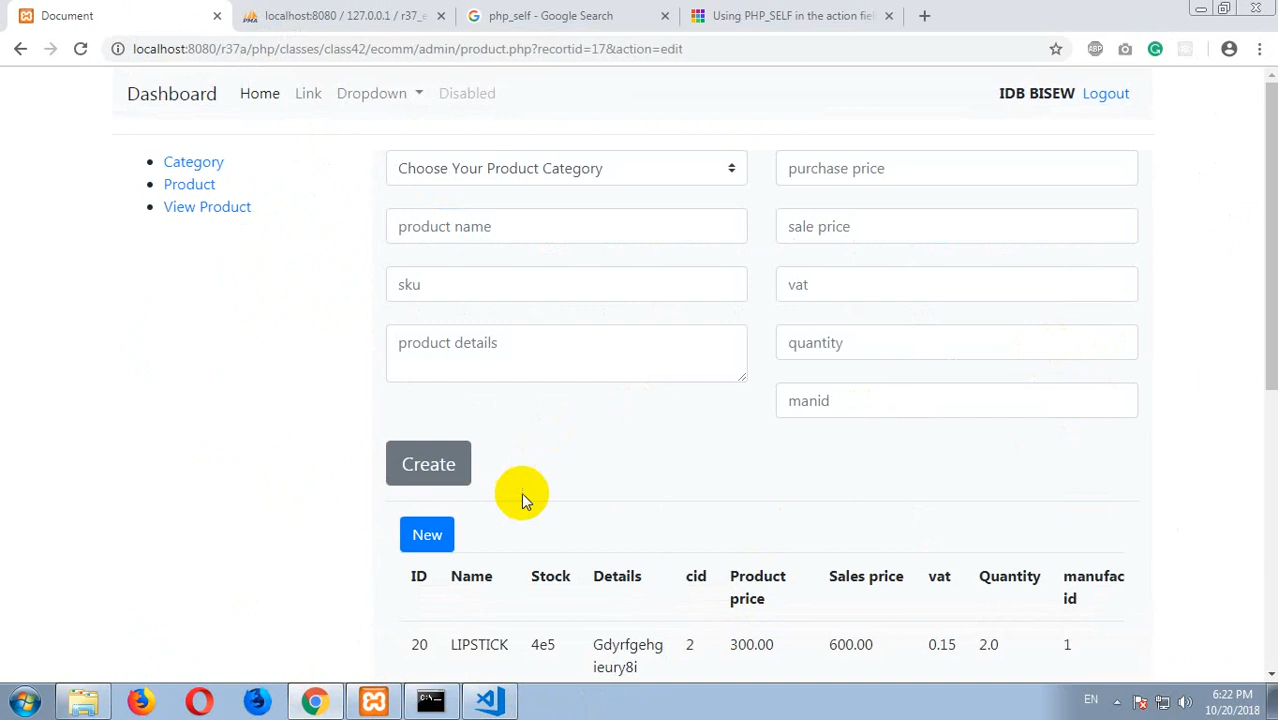 Document
localhost:8080 / 127.0.0.1 / r37_e
php_self - Google Search
Using PHP_SELF in the action fiel
localhost:8080/r37a/php/classes/class42/ecomm/admin/product.php?recortid=17&action=edit
ABP
Dashboard Home Link Dropdown Disabled IDB BISEW Logout
Category
Product
View Product
Choose Your Product Category
purchase price
product name
sale price
sku
vat
product details
quantity
manid
Create
New
ID Name Stock Details cid Product price Sales price vat Quantity manufac id
20 LIPSTICK 4e5 Gdyrfgehg ieury8i 2 300.00 600.00 0.15 2.0 1
EN
6:22 PM
10/20/2018